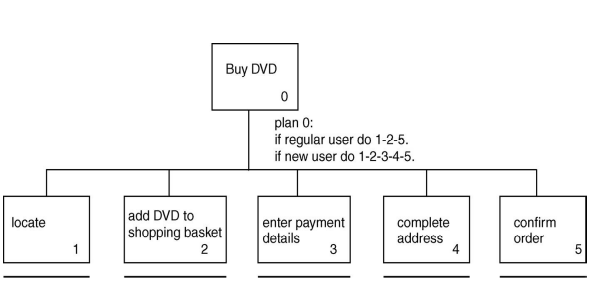 Buy DVD
0
plan 0:
if regular user do 1-2-5.
if new user do 1-2-3-4-5.
locate
1
add DVD to
shopping basket
2
enter payment
details
3
complete
address
4
confirm
order
5